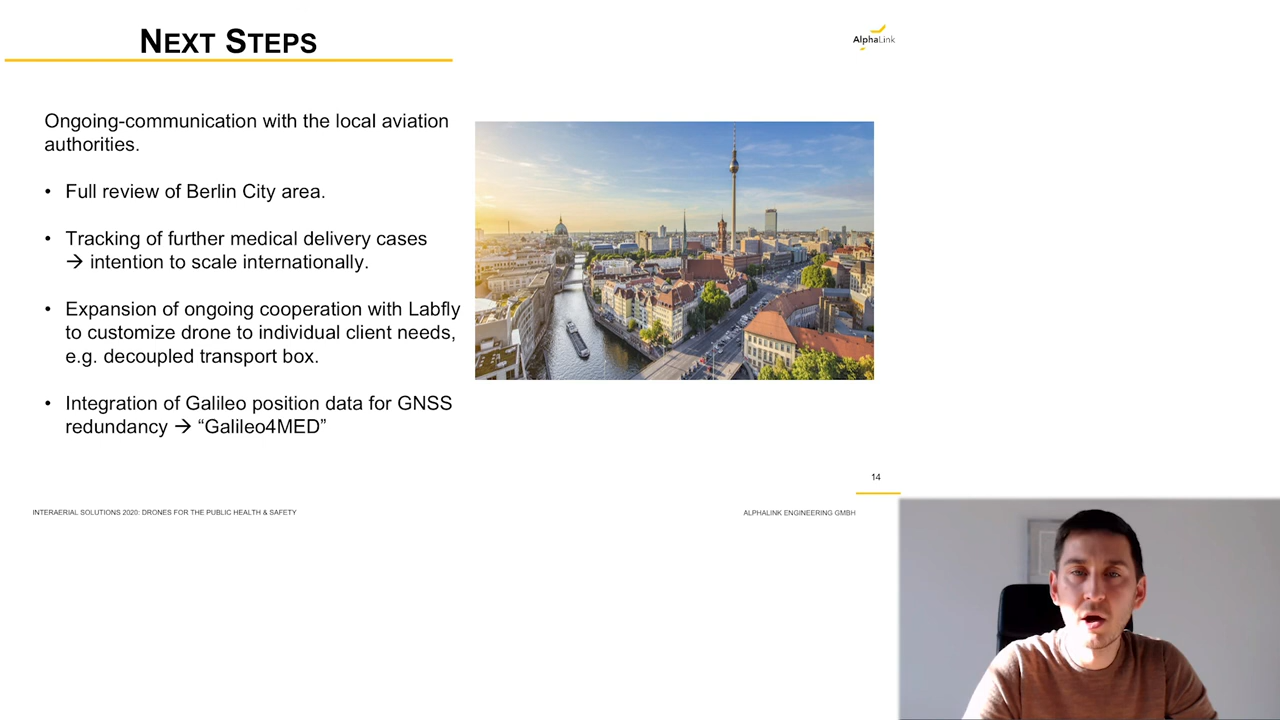 NEXT STEPS
AlphaLink
Ongoing-communication with the local aviation
authorities.
• Full review of Berlin City area.
• Tracking of further medical delivery cases
→ intention to scale internationally.
• Expansion of ongoing cooperation with Labfly
to customize drone to individual client needs,
e.g. decoupled transport box.
• Integration of Galileo position data for GNSS
redundancy → “Galileo4MED”
14
INTERAERIAL SOLUTIONS 2020: DRONES FOR THE PUBLIC HEALTH & SAFETY
ALPHALINK ENGINEERING GMBH